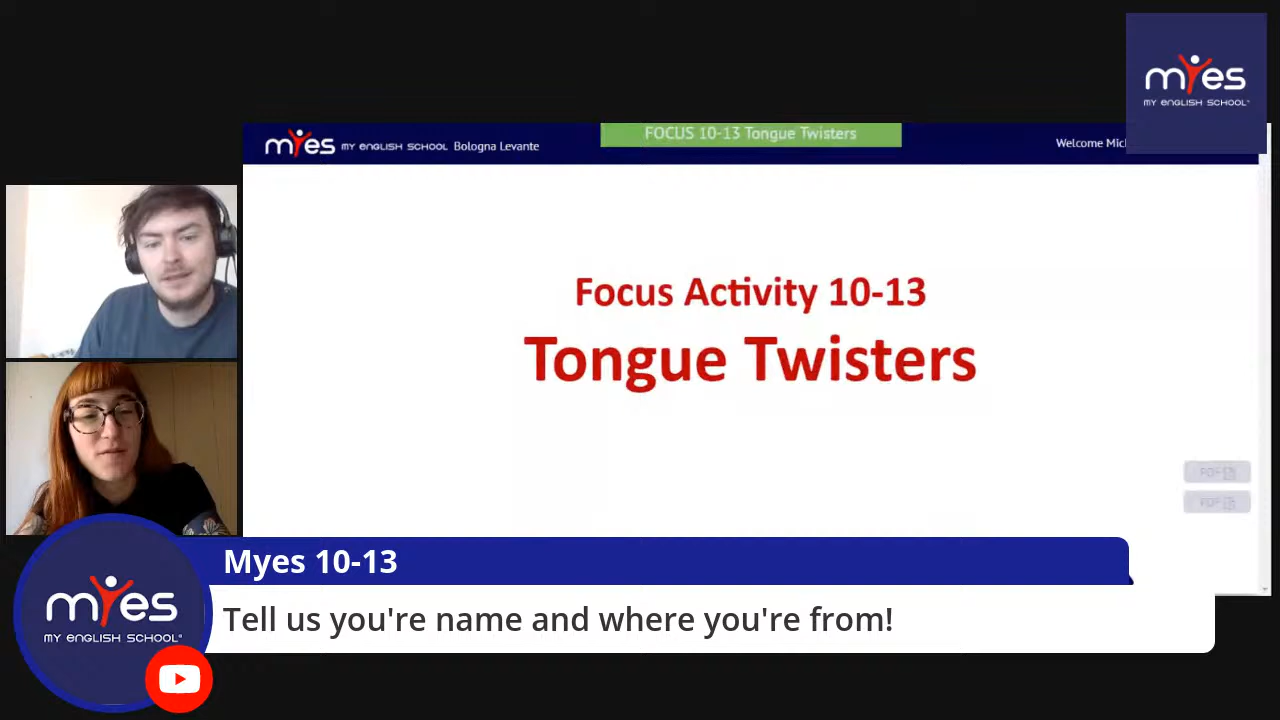 myes
MY ENGLISH SCHOOL
myes MY ENGLISH SCHOOL Bologna Levante
FOCUS 10-13 Tongue Twisters
Welcome
Focus Activity 10-13
Tongue Twisters
PDF
PDF
Myes 10-13
Tell us you're name and where you're from!
myes
MY ENGLISH SCHOOL